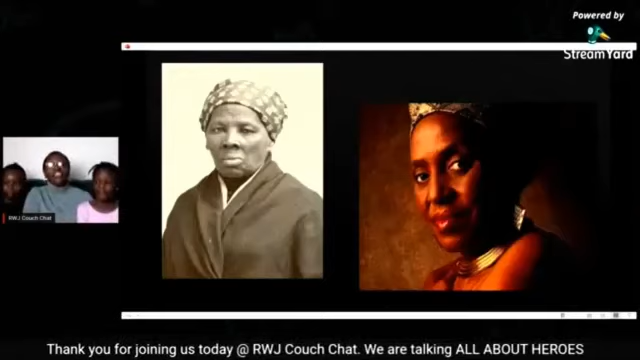 Powered by
StreamYard
RWJ Couch Chat
Thank you for joining us today @ RWJ Couch Chat. We are talking ALL ABOUT HEROES